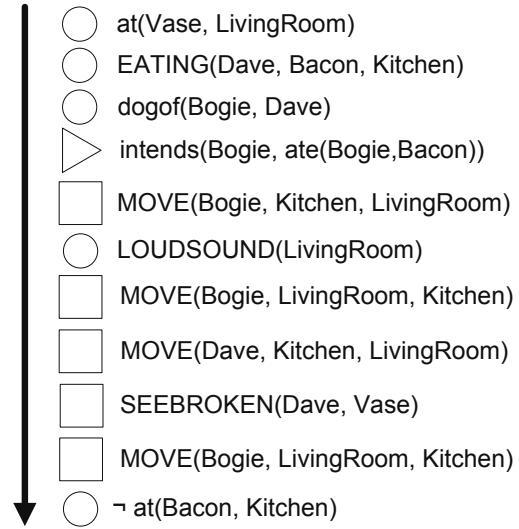 at(Vase, LivingRoom)
EATING(Dave, Bacon, Kitchen)
dogof(Bogie, Dave)
intends(Bogie, ate(Bogie,Bacon))
MOVE(Bogie, Kitchen, LivingRoom)
LOUDSOUND(LivingRoom)
MOVE(Bogie, LivingRoom, Kitchen)
MOVE(Dave, Kitchen, LivingRoom)
SEEBROKEN(Dave, Vase)
MOVE(Bogie, LivingRoom, Kitchen)
¬ at(Bacon, Kitchen)